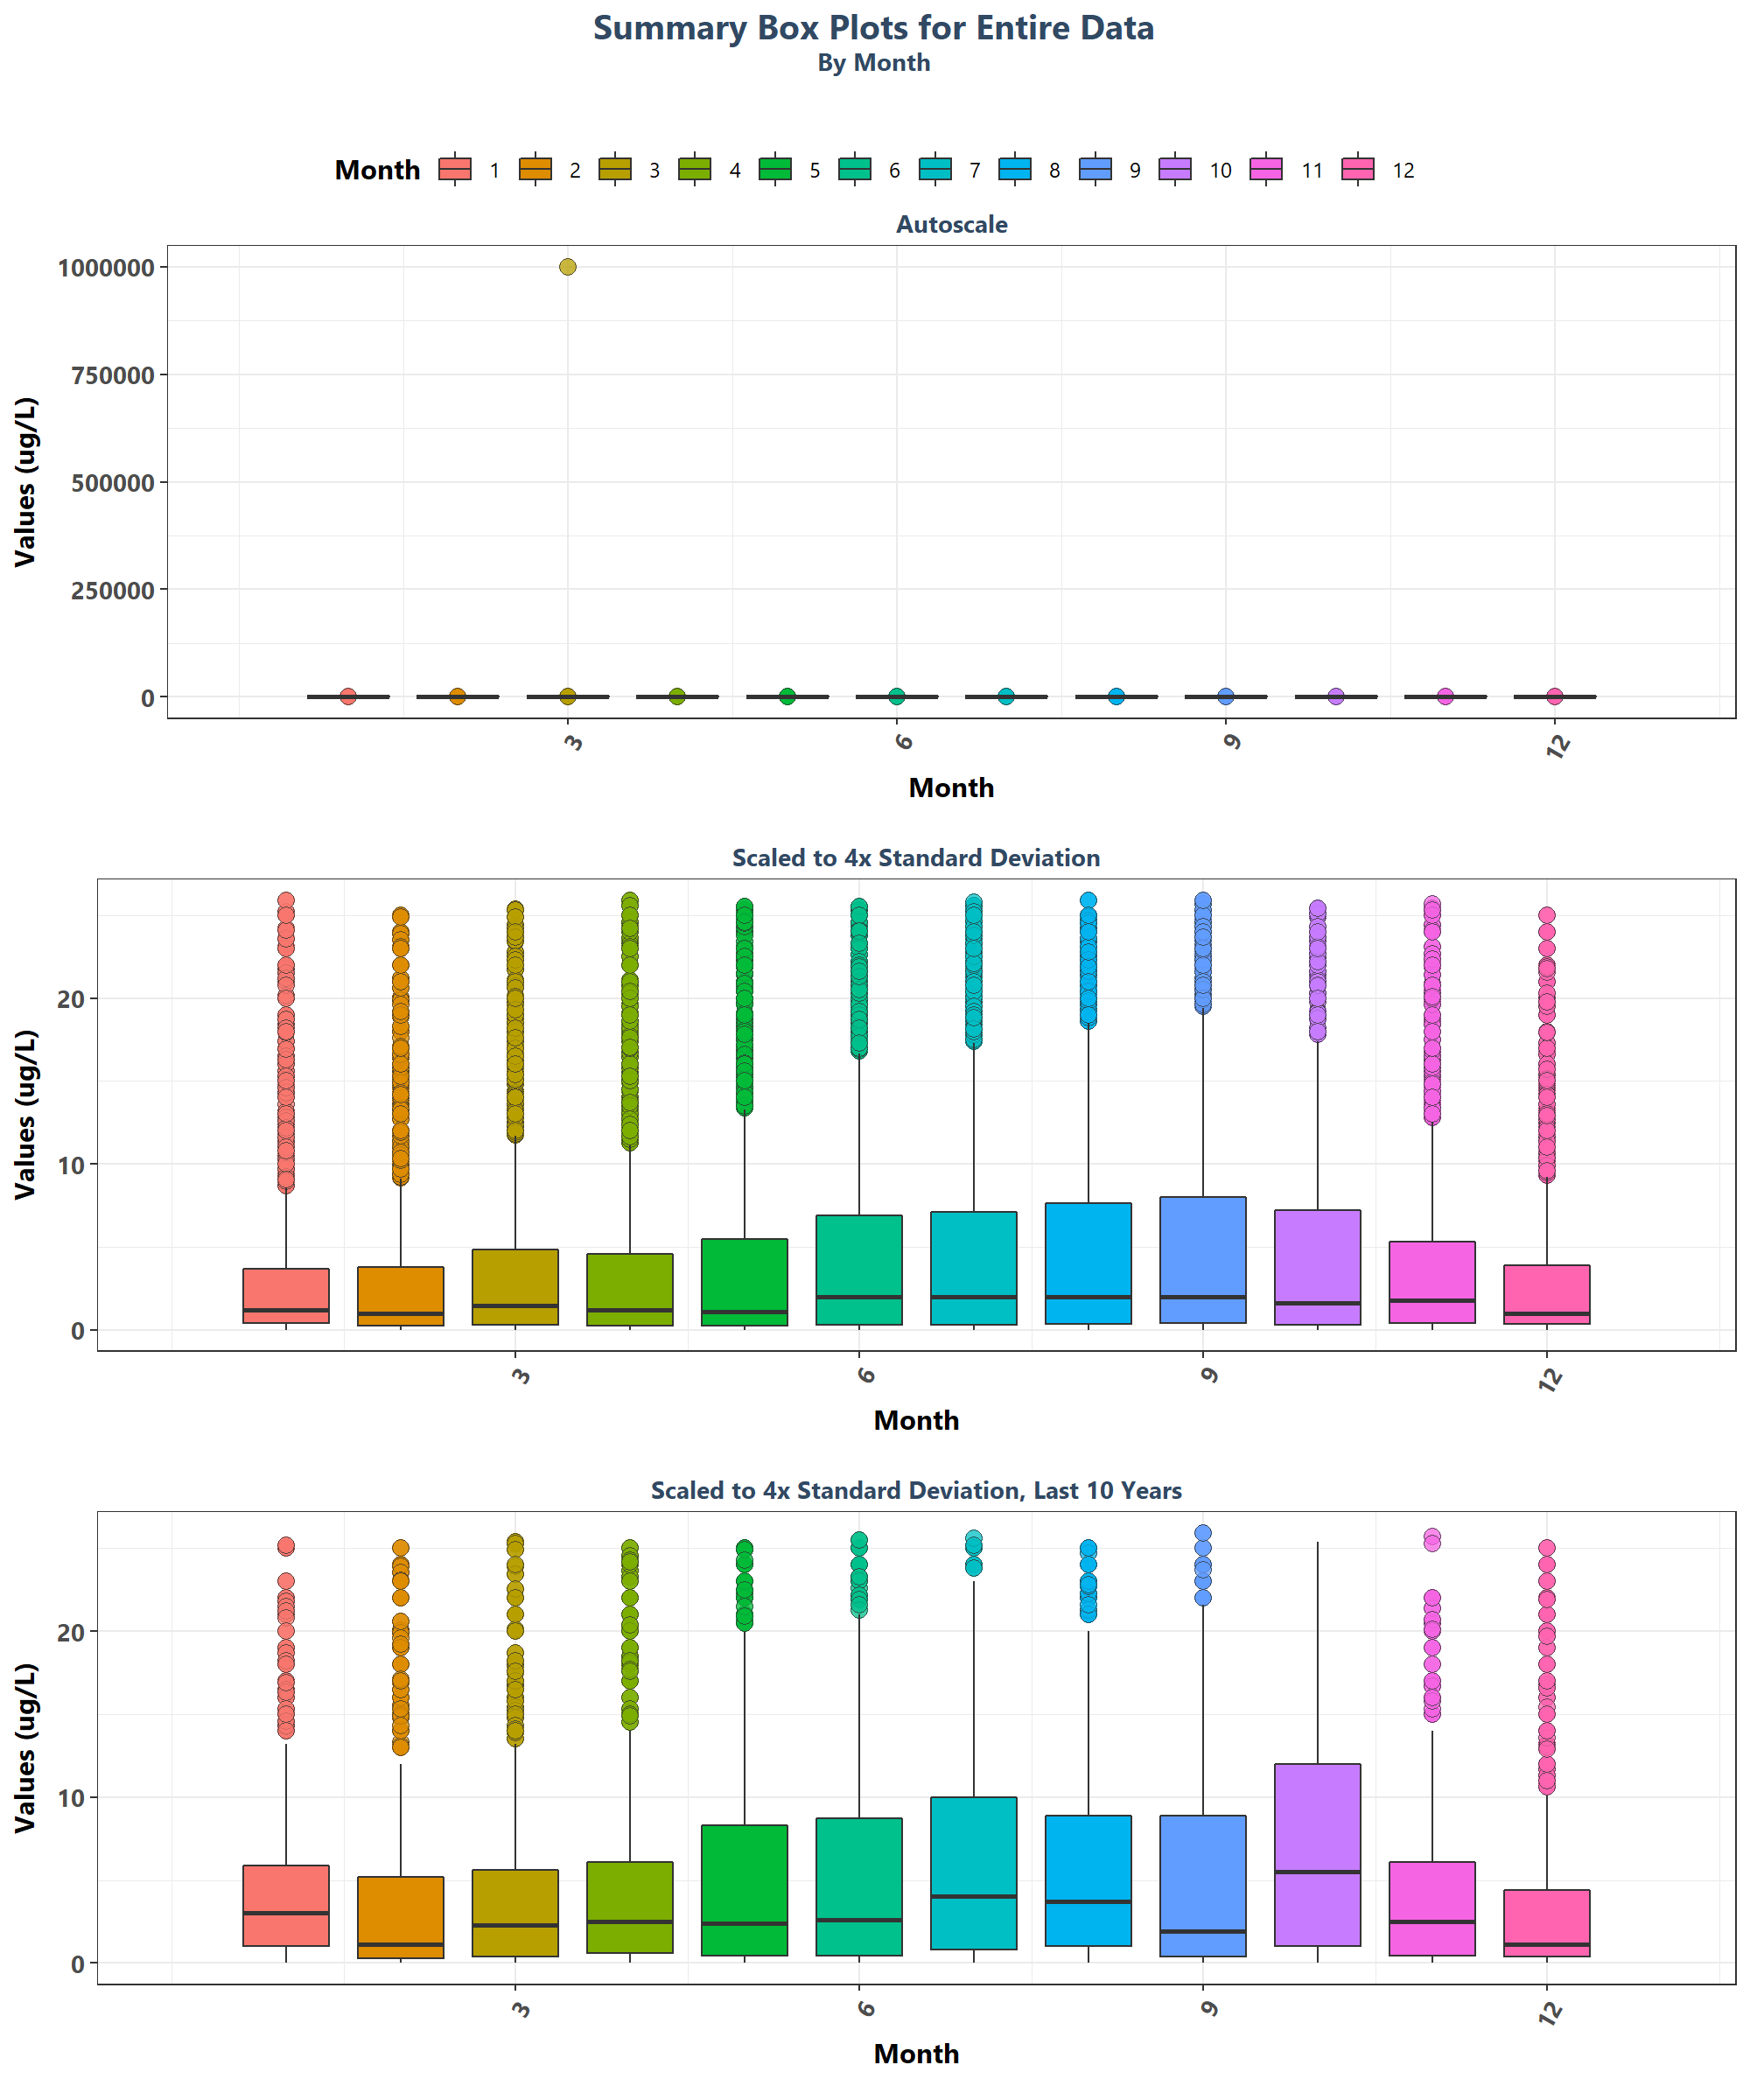 Summary Box Plots for Entire Data
By Month
Month 1 2 3 4 5 6 7 8 9 10 11 12
Autoscale
Values (ug/L)
1000000
750000
500000
250000
0
3 6 9 12
Month
Scaled to 4x Standard Deviation
Values (ug/L)
20
10
0
3 6 9 12
Month
Scaled to 4x Standard Deviation, Last 10 Years
Values (ug/L)
20
10
0
3 6 9 12
Month